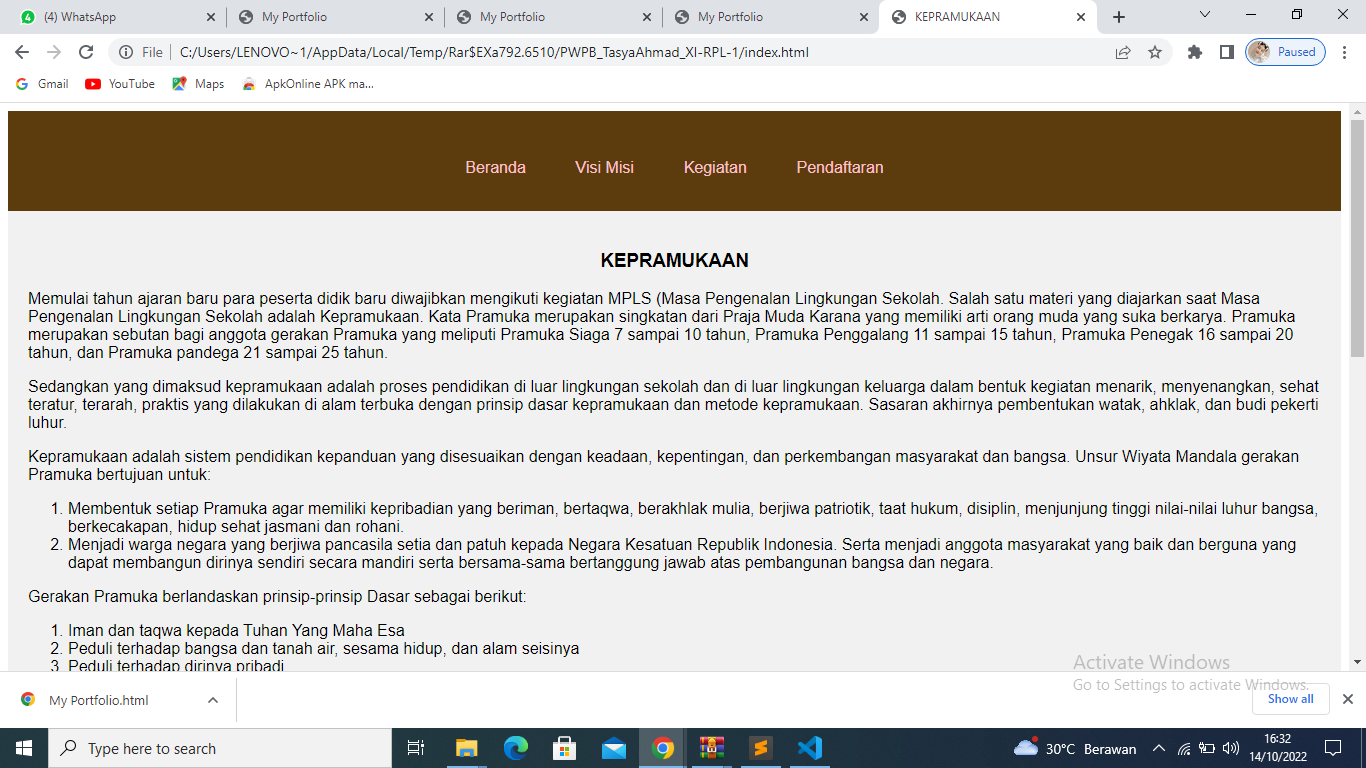 (4) WhatsApp
My Portfolio
My Portfolio
My Portfolio
KEPRAMUKAAN
File
C:/Users/LENOVO~1/AppData/Local/Temp/Rar$EXa792.6510/PWPB_TasyaAhmad_XI-RPL-1/index.html
Paused
Gmail
YouTube
Maps
ApkOnline APK ma...
Beranda
Visi Misi
Kegiatan
Pendaftaran
KEPRAMUKAAN
Memulai tahun ajaran baru para peserta didik baru diwajibkan mengikuti kegiatan MPLS (Masa Pengenalan Lingkungan Sekolah. Salah satu materi yang diajarkan saat Masa
Pengenalan Lingkungan Sekolah adalah Kepramukaan. Kata Pramuka merupakan singkatan dari Praja Muda Karana yang memiliki arti orang muda yang suka berkarya. Pramuka
merupakan sebutan bagi anggota gerakan Pramuka yang meliputi Pramuka Siaga 7 sampai 10 tahun, Pramuka Penggalang 11 sampai 15 tahun, Pramuka Penegak 16 sampai 20
tahun, dan Pramuka pandega 21 sampai 25 tahun.
Sedangkan yang dimaksud kepramukaan adalah proses pendidikan di luar lingkungan sekolah dan di luar lingkungan keluarga dalam bentuk kegiatan menarik, menyenangkan, sehat
teratur, terarah, praktis yang dilakukan di alam terbuka dengan prinsip dasar kepramukaan dan metode kepramukaan. Sasaran akhirnya pembentukan watak, ahklak, dan budi pekerti
luhur.
Kepramukaan adalah sistem pendidikan kepanduan yang disesuaikan dengan keadaan, kepentingan, dan perkembangan masyarakat dan bangsa. Unsur Wiyata Mandala gerakan
Pramuka bertujuan untuk:
1. Membentuk setiap Pramuka agar memiliki kepribadian yang beriman, bertaqwa, berakhlak mulia, berjiwa patriotik, taat hukum, disiplin, menjunjung tinggi nilai-nilai luhur bangsa,
berkecakapan, hidup sehat jasmani dan rohani.
2. Menjadi warga negara yang berjiwa pancasila setia dan patuh kepada Negara Kesatuan Republik Indonesia. Serta menjadi anggota masyarakat yang baik dan berguna yang
dapat membangun dirinya sendiri secara mandiri serta bersama-sama bertanggung jawab atas pembangunan bangsa dan negara.
Gerakan Pramuka berlandaskan prinsip-prinsip Dasar sebagai berikut:
1. Iman dan taqwa kepada Tuhan Yang Maha Esa
2. Peduli terhadap bangsa dan tanah air, sesama hidup, dan alam seisinya
3. Peduli terhadap dirinya pribadi
Activate Windows
Go to Settings to activate Windows.
My Portfolio.html
Show all
Type here to search
30°C Berawan
16:32
14/10/2022